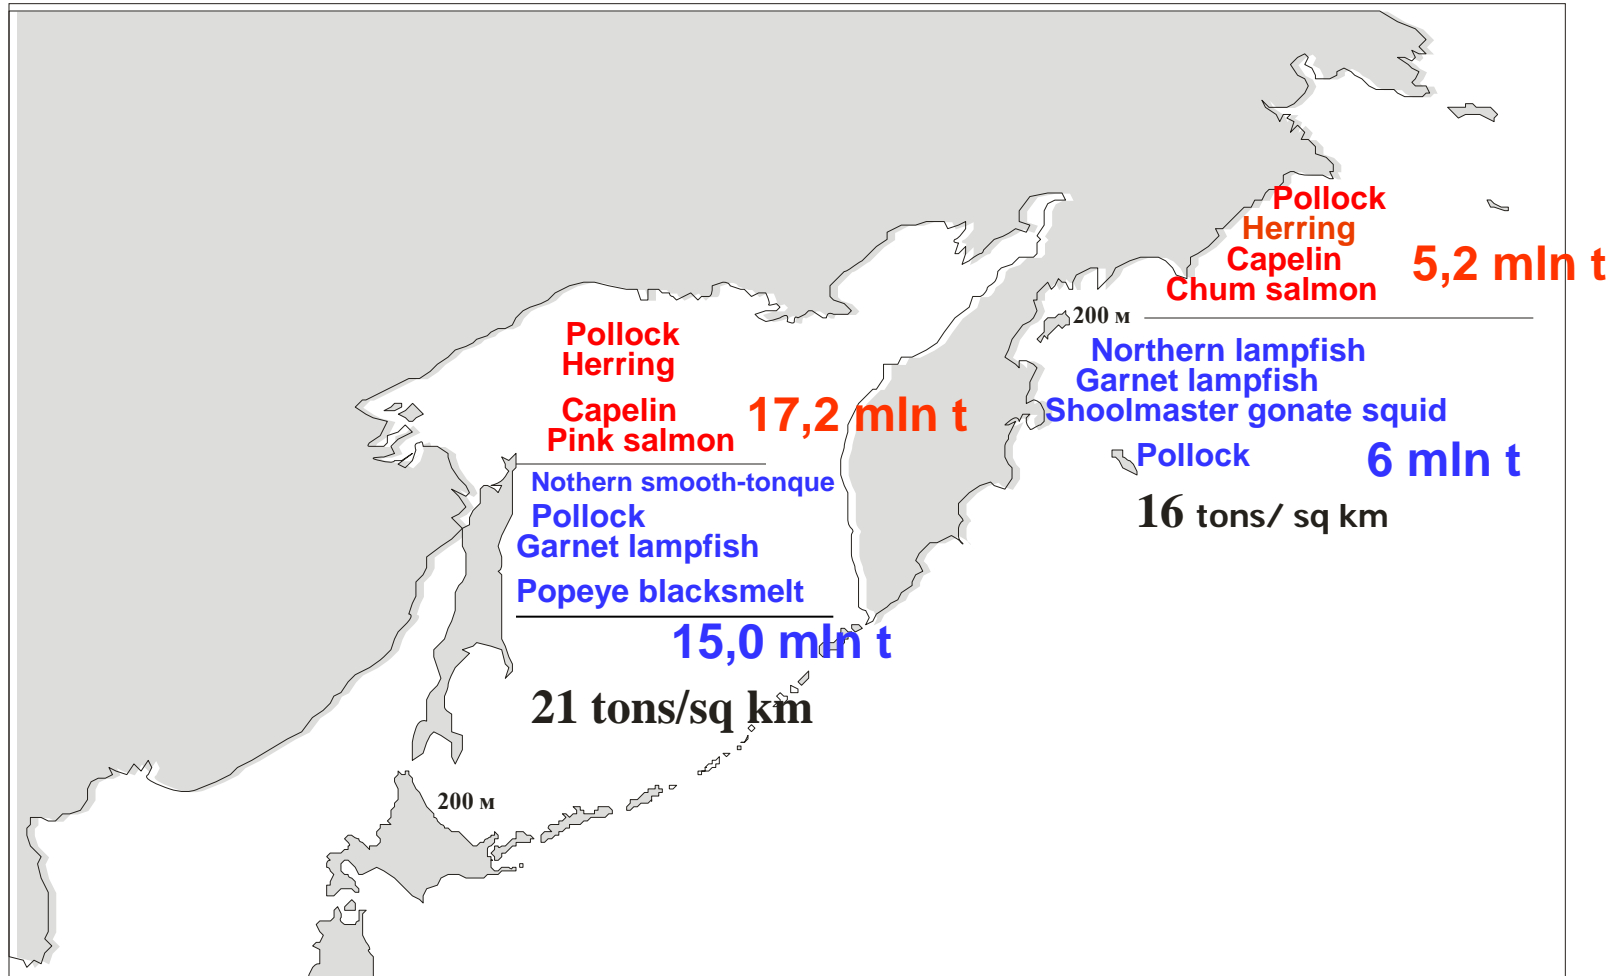 Pollock
Herring
Capelin
Chum salmon
5,2 mln t
200 м
Northern lampfish
Garnet lampfish
Shoolmaster gonate squid
Pollock
6 mln t
16 tons/ sq km
Pollock
Herring
Capelin
Pink salmon
17,2 mln t
Nothern smooth-tonque
Pollock
Garnet lampfish
Popeye blacksmelt
15,0 mln t
21 tons/sq km
200 м